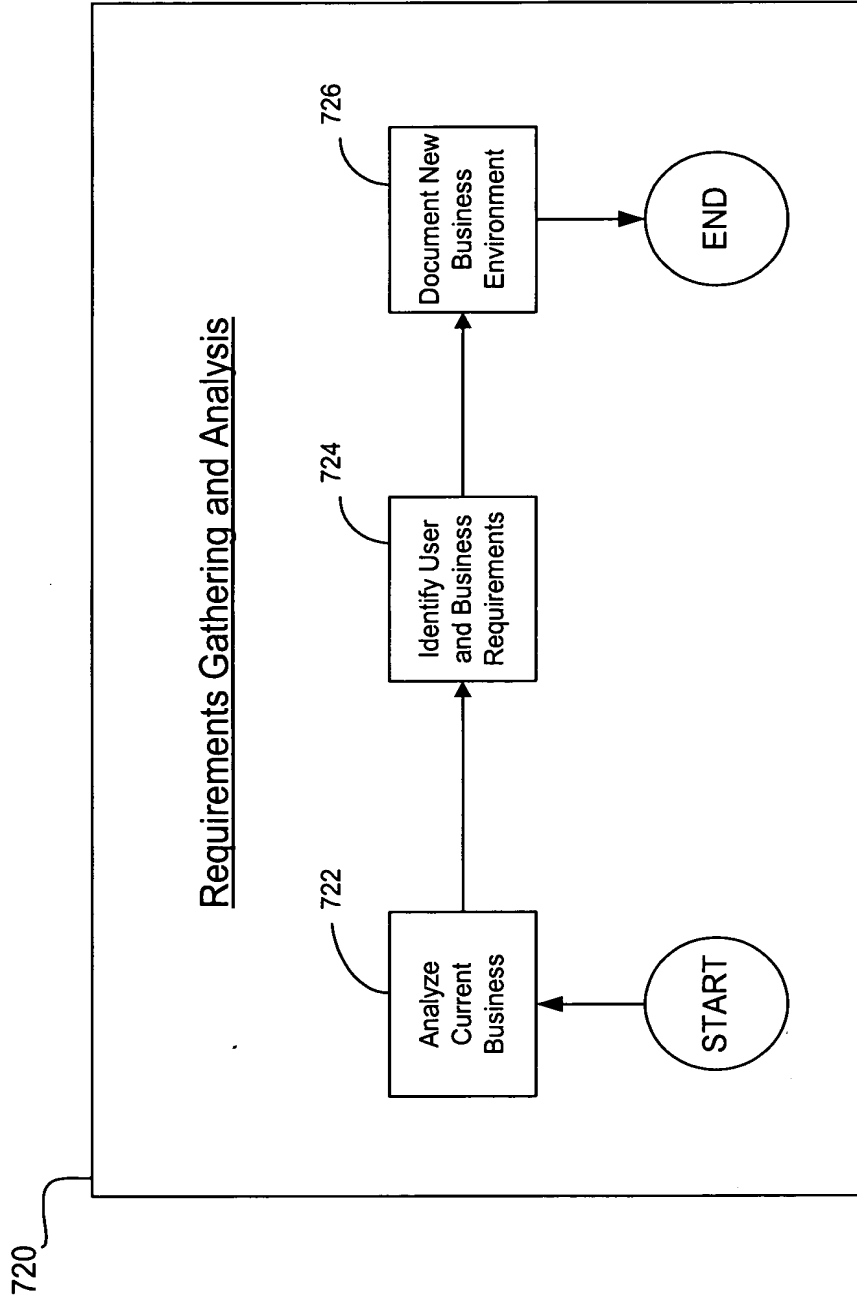 720
Requirements Gathering and Analysis
722
Analyze
Current
Business
724
Identify User
and Business
Requirements
726
Document New
Business
Environment
START
END